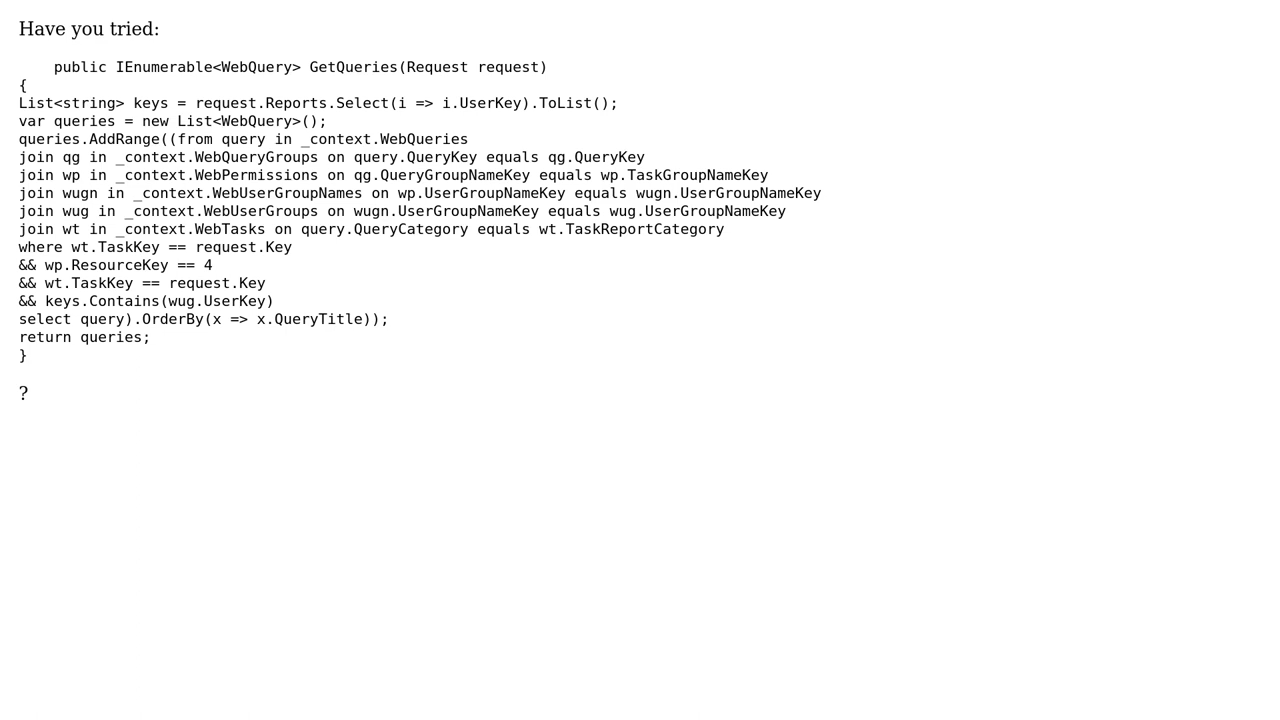 Have you tried:
    public IEnumerable<WebQuery> GetQueries(Request request)
{
List<string> keys = request.Reports.Select(i => i.UserKey).ToList();
var queries = new List<WebQuery>();
queries.AddRange((from query in _context.WebQueries
join qg in _context.WebQueryGroups on query.QueryKey equals qg.QueryKey
join wp in _context.WebPermissions on qg.QueryGroupNameKey equals wp.TaskGroupNameKey
join wugn in _context.WebUserGroupNames on wp.UserGroupNameKey equals wugn.UserGroupNameKey
join wug in _context.WebUserGroups on wugn.UserGroupNameKey equals wug.UserGroupNameKey
join wt in _context.WebTasks on query.QueryCategory equals wt.TaskReportCategory
where wt.TaskKey == request.Key
&& wp.ResourceKey == 4
&& wt.TaskKey == request.Key
&& keys.Contains(wug.UserKey)
select query).OrderBy(x => x.QueryTitle));
return queries;
}
?